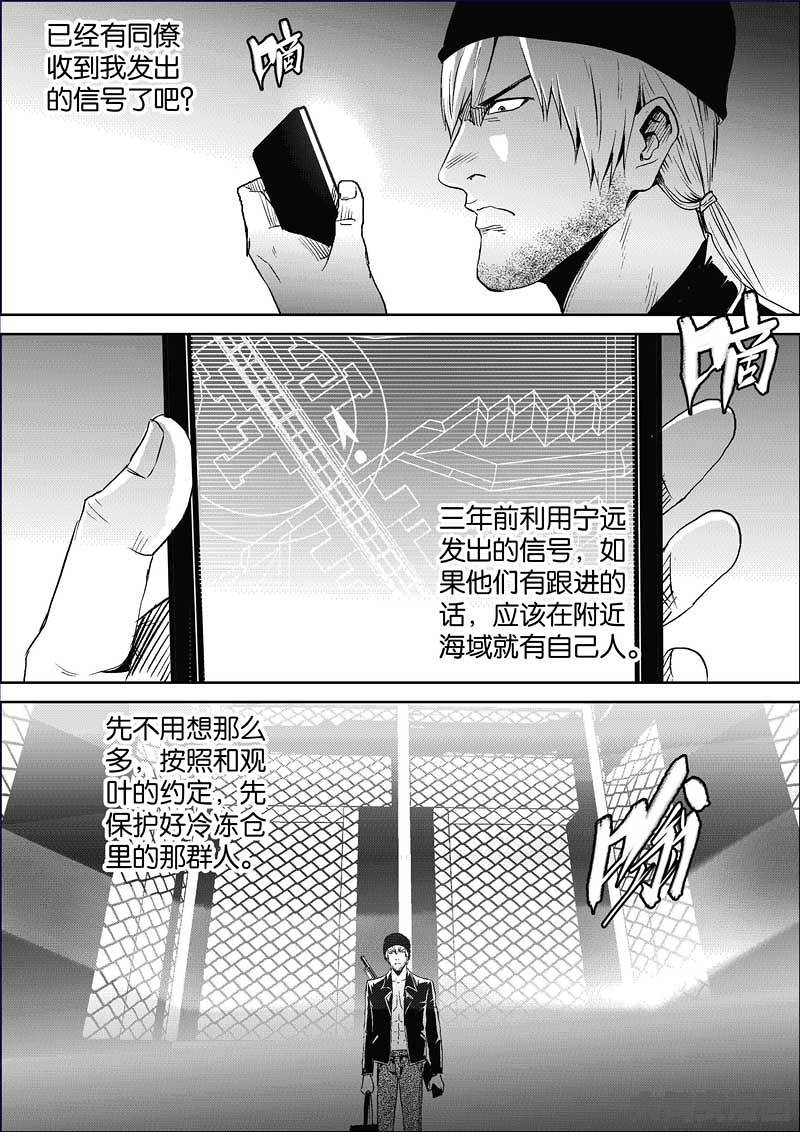 已经有同僚
收到我发出
的信号了吧？
嘀
嘀
三年前利用宁远
发出的信号，如
果他们有跟进的
话，应该在附近
海域就有自己人。
先不用想那么
多，按照和观
叶的约定，先
保护好冷冻仓
里的那群人。